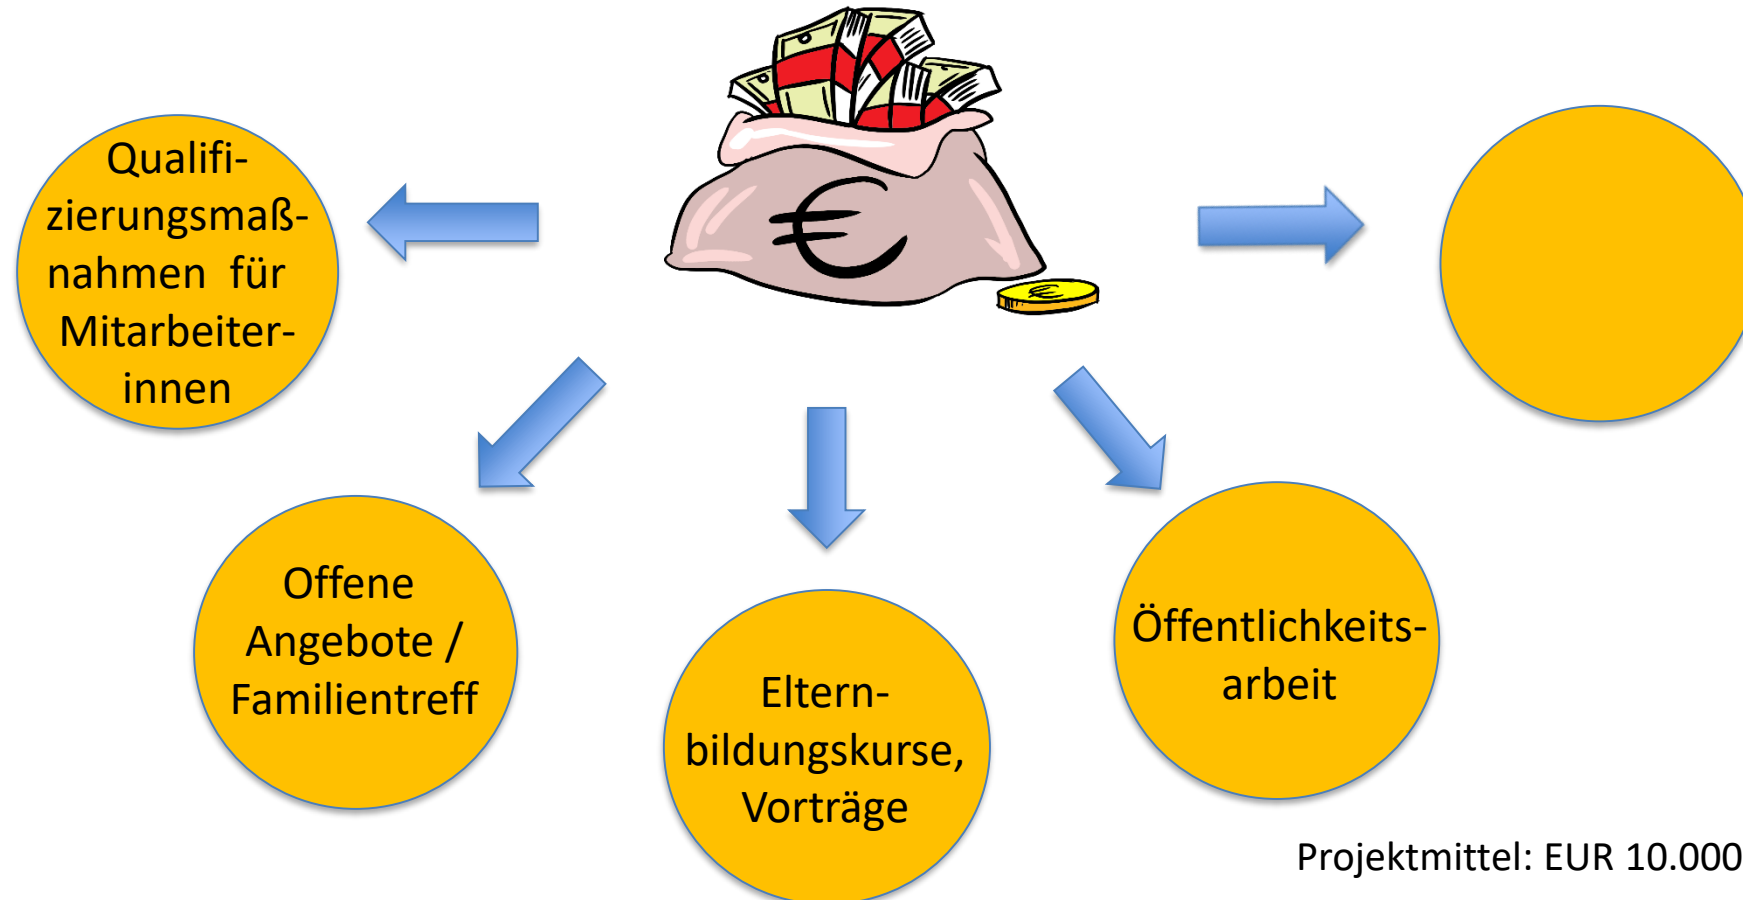 Qualifi-
zierungsmaß-
nahmen für
Mitarbeiter-
innen
Offene
Angebote /
Familientreff
Eltern-
bildungskurse,
Vorträge
Öffentlichkeits-
arbeit
€
€
Projektmittel: EUR 10.000